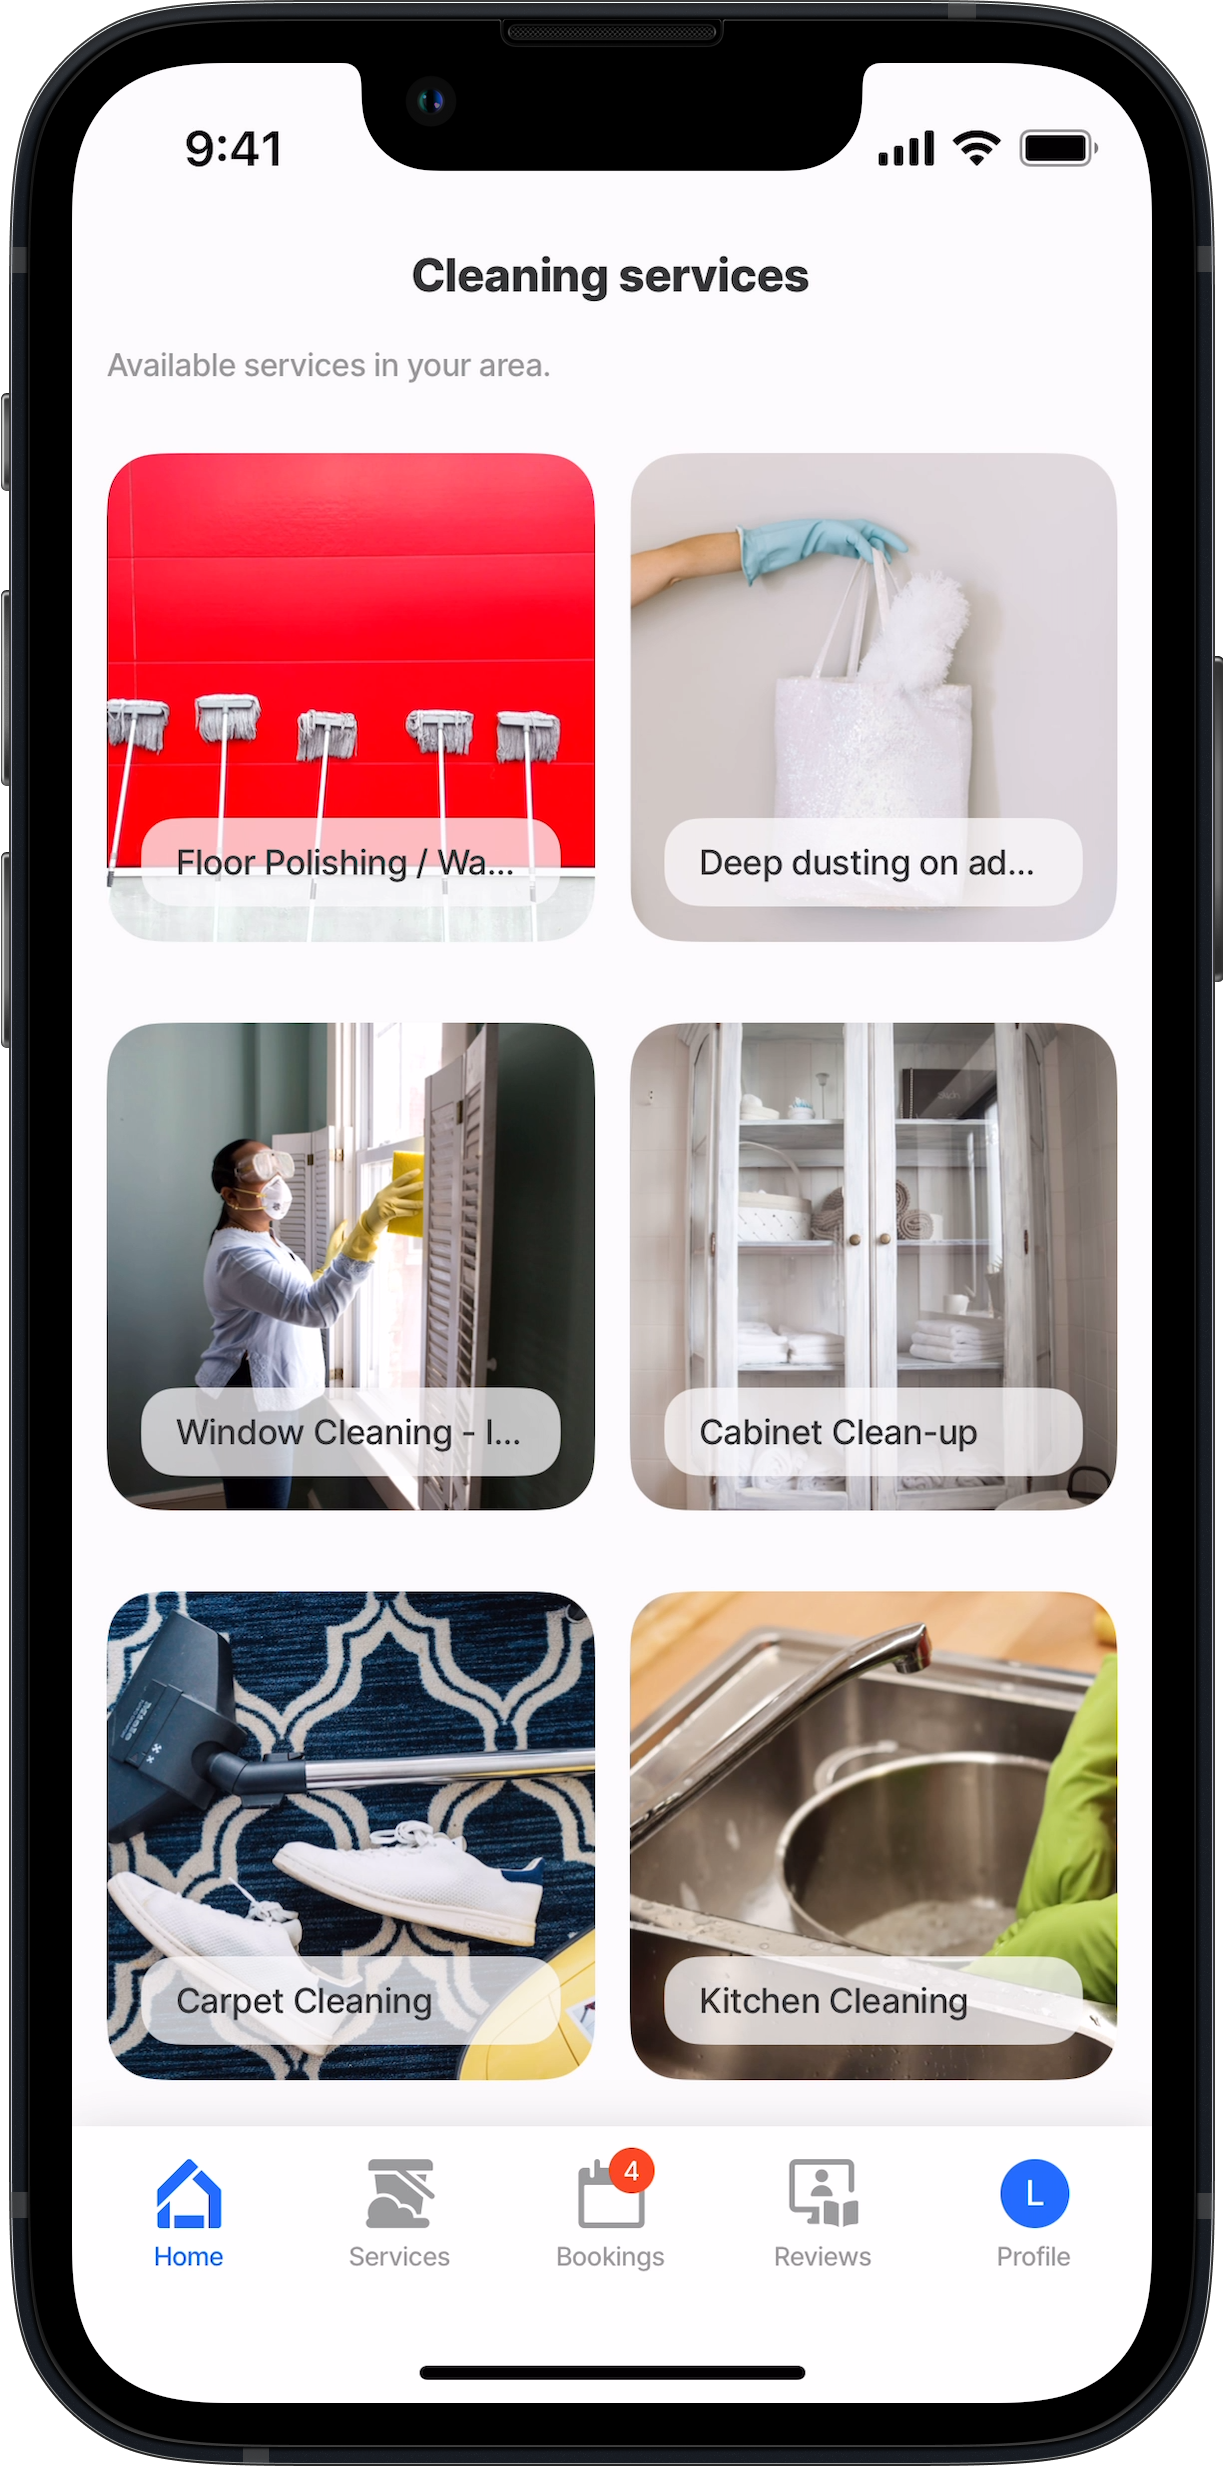 9:41
Cleaning services
Available services in your area.
Floor Polishing / Wa...
Deep dusting on ad...
Window Cleaning - I...
Cabinet Clean-up
Carpet Cleaning
Kitchen Cleaning
4
L
Home
Services
Bookings
Reviews
Profile